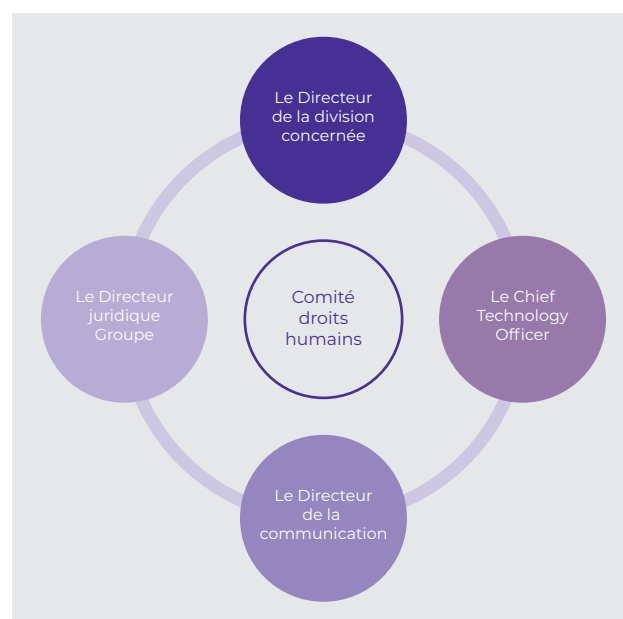 Le Directeur
de la division
concernée
Le Directeur
juridique
Groupe
Comité
droits
humains
Le Chief
Technology
Officer
Le Directeur
de la
communication